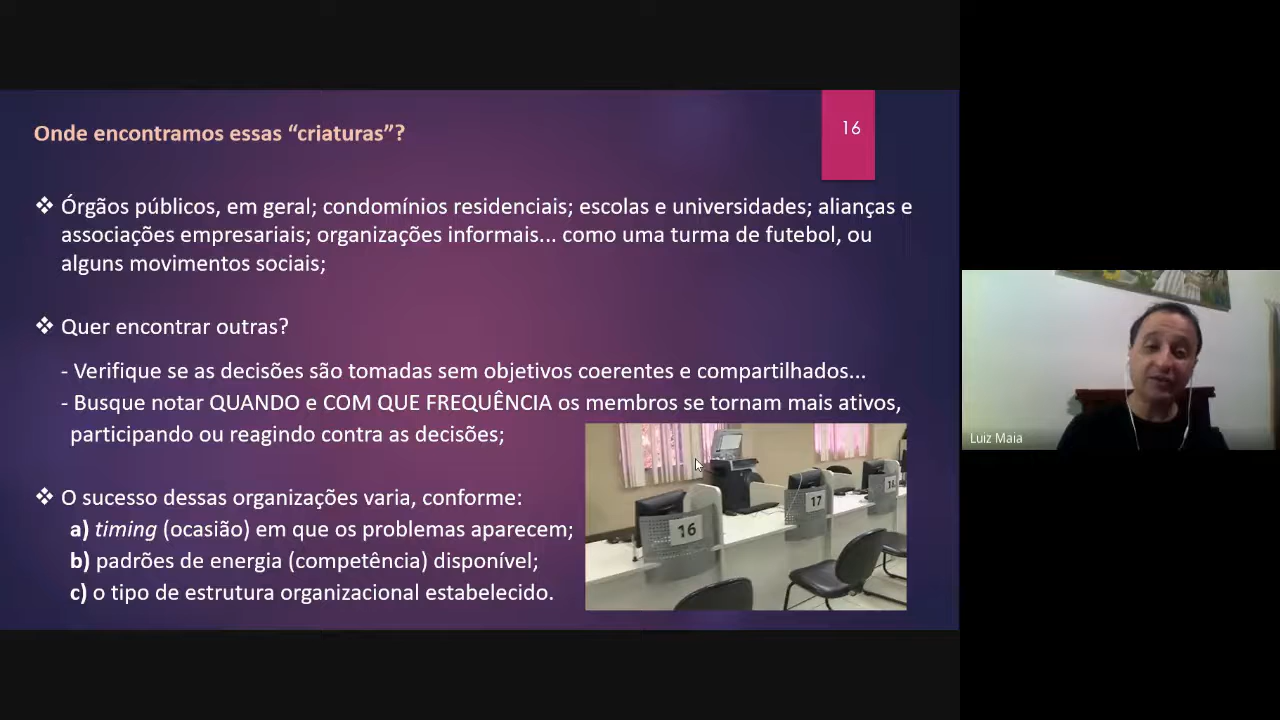 Onde encontramos essas “criaturas”?
16
❖ Órgãos públicos, em geral; condomínios residenciais; escolas e universidades; alianças e
associações empresariais; organizações informais... como uma turma de futebol, ou
alguns movimentos sociais;
❖ Quer encontrar outras?
- Verifique se as decisões são tomadas sem objetivos coerentes e compartilhados...
- Busque notar QUANDO e COM QUE FREQUÊNCIA os membros se tornam mais ativos,
participando ou reagindo contra as decisões;
❖ O sucesso dessas organizações varia, conforme:
a) timing (ocasião) em que os problemas aparecem;
b) padrões de energia (competência) disponível;
c) o tipo de estrutura organizacional estabelecido.
16
17
18
Luiz Maia